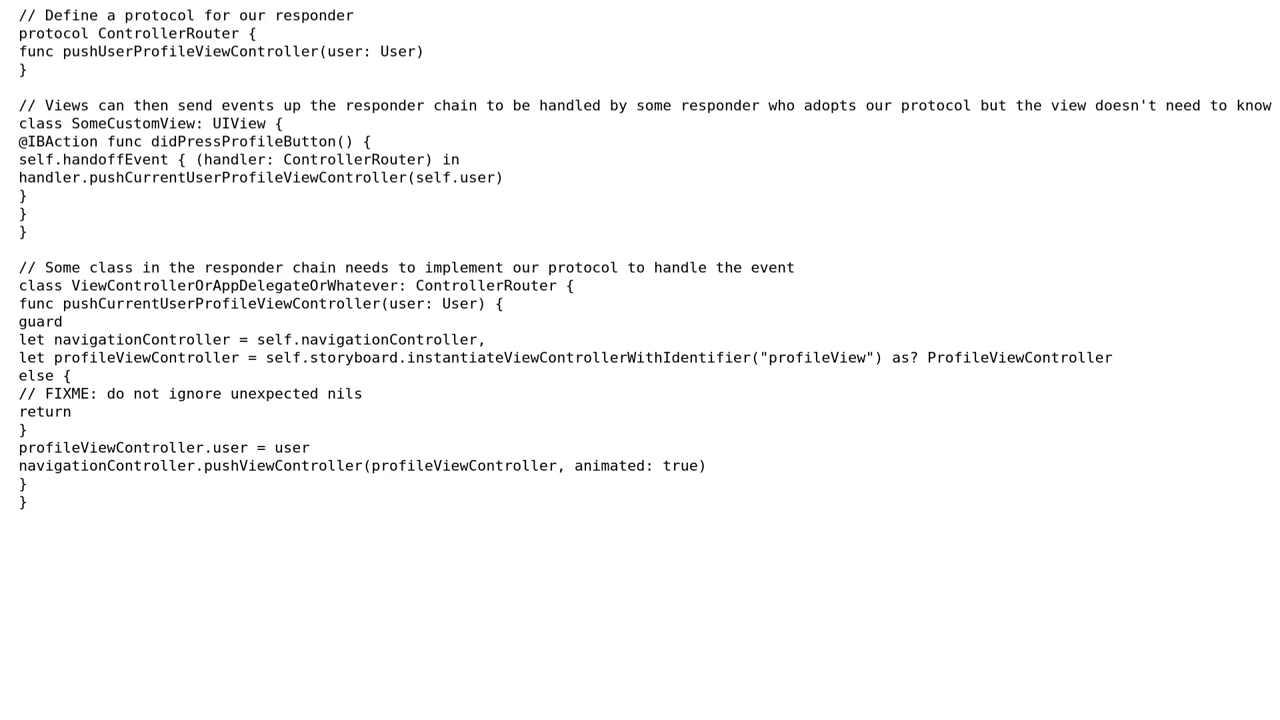 // Define a protocol for our responder
protocol ControllerRouter {
func pushUserProfileViewController(user: User)
}

// Views can then send events up the responder chain to be handled by some responder who adopts our protocol but the view doesn't need to know
class SomeCustomView: UIView {
@IBAction func didPressProfileButton() {
self.handoffEvent { (handler: ControllerRouter) in
handler.pushCurrentUserProfileViewController(self.user)
}
}
}

// Some class in the responder chain needs to implement our protocol to handle the event
class ViewControllerOrAppDelegateOrWhatever: ControllerRouter {
func pushCurrentUserProfileViewController(user: User) {
guard
let navigationController = self.navigationController,
let profileViewController = self.storyboard.instantiateViewControllerWithIdentifier("profileView") as? ProfileViewController
else {
// FIXME: do not ignore unexpected nils
return
}
profileViewController.user = user
navigationController.pushViewController(profileViewController, animated: true)
}
}